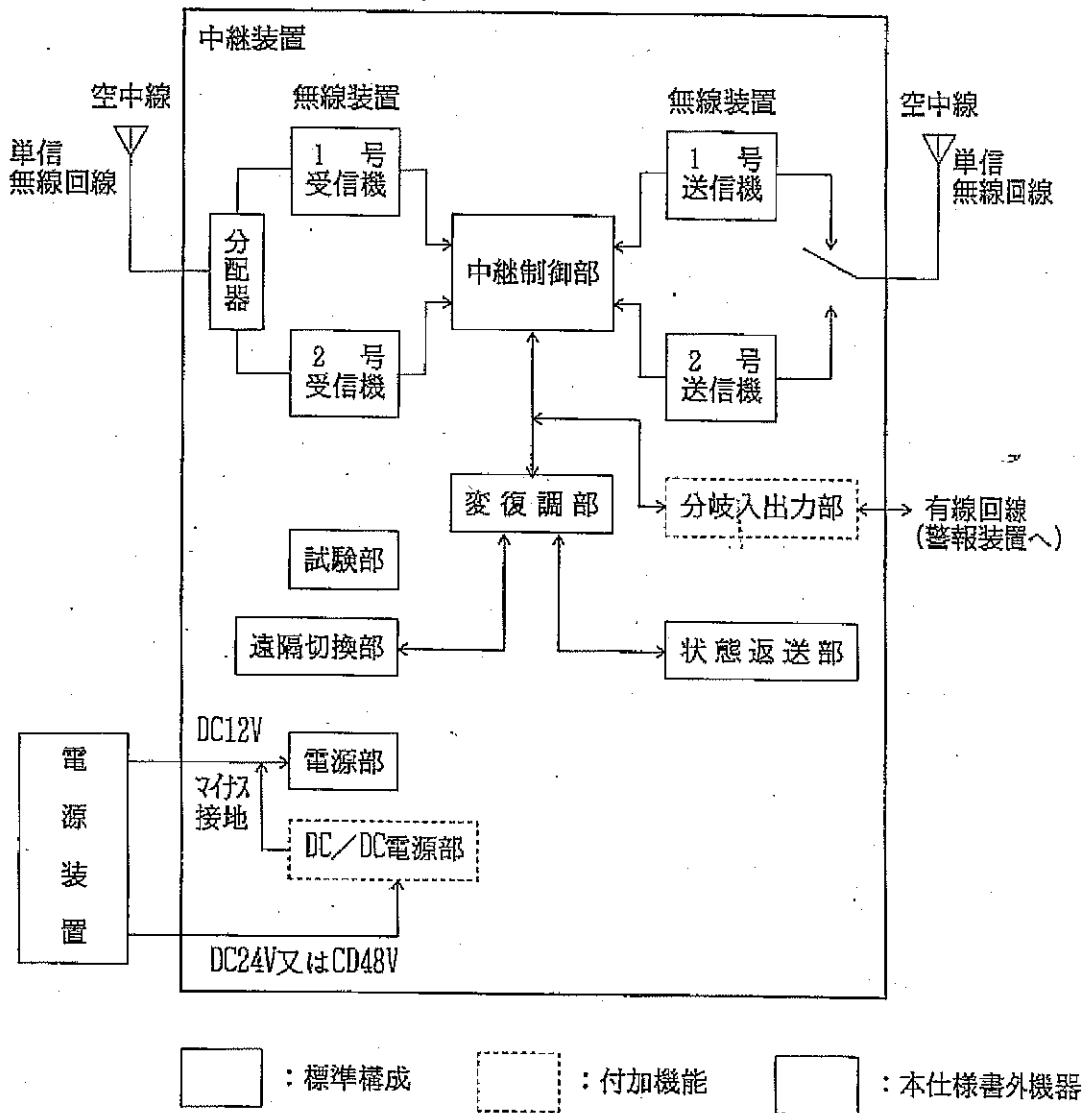 中継装置
空中線
無線装置
無線装置
空中線
単信
無線回線
1 号
受信機
1 号
送信機
単信
無線回線
分配器
中継制御部
2 号
受信機
2 号
送信機
変復調部
分岐入出力部
有線回線
(警報装置へ)
試験部
遠隔切換部
状態返送部
DC12V
電源装置
電源部
マイナス
接地
DC/DC電源部
DC24V又はCD48V
:標準構成
:付加機能
:本仕様書外機器